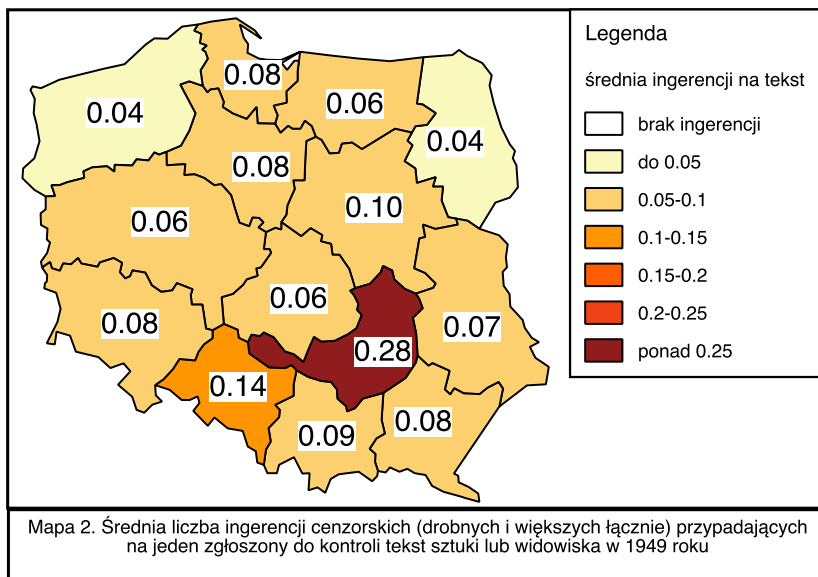 0.04
0.08
0.06
0.04
0.08
0.10
0.06
0.06
0.08
0.07
0.28
0.14
0.09
0.08
Legenda
średnia ingerencji na tekst
brak ingerencji
do 0.05
0.05-0.1
0.1-0.15
0.15-0.2
0.2-0.25
ponad 0.25
Mapa 2. Średnia liczba ingerencji cenzorskich (drobnych i większych łącznie) przypadających
na jeden zgłoszony do kontroli tekst sztuki lub widowiska w 1949 roku